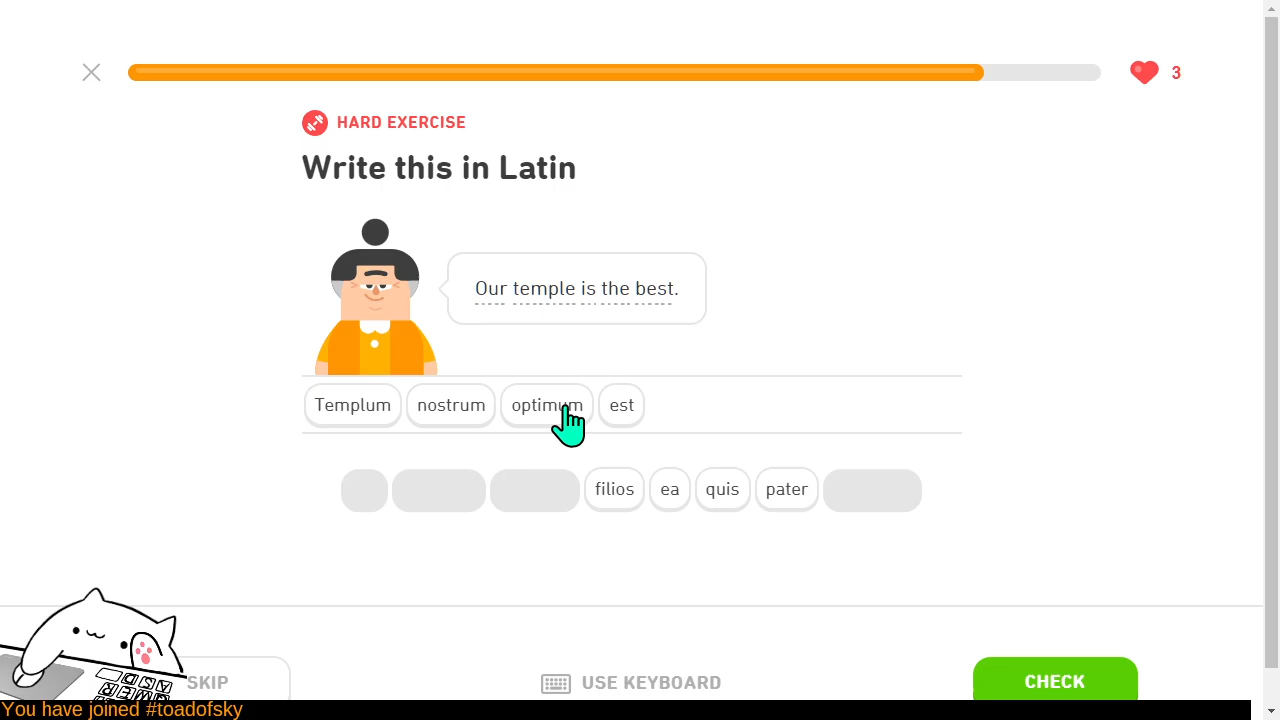 3
HARD EXERCISE
Write this in Latin
Our temple is the best.
Templum nostrum optimum est
filios ea quis pater
SKIP USE KEYBOARD CHECK
You have joined #toadofsky